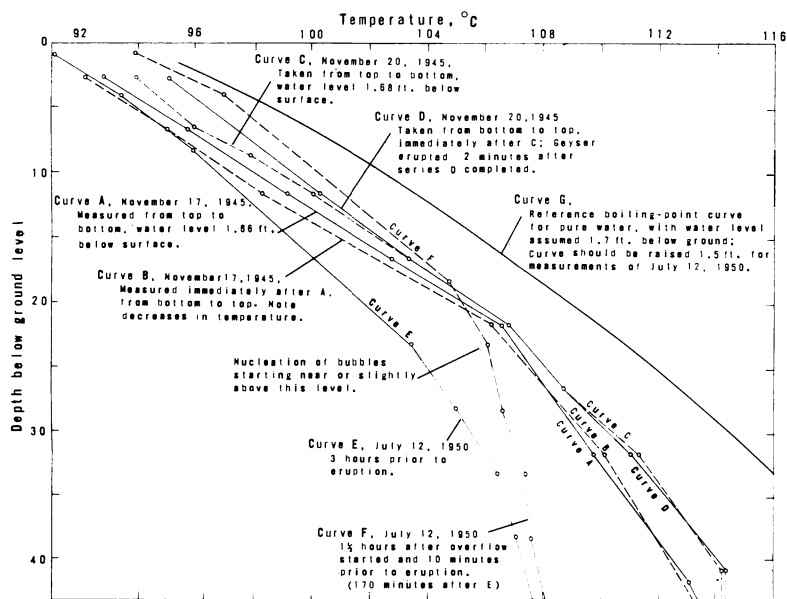 Temperature, °C
92 96 100 104 108 112 116
0
10
20
30
40
Depth below ground level
Curve C, November 20, 1945.
Taken from top to bottom,
water level 1.68 ft. below
surface.
Curve D, November 20,1945
Taken from bottom to top,
immediately after C; Geyser
erupted 2 minutes after
series D completed.
Curve A, November 17, 1945.
Measured from top to
bottom, water level 1.66 ft.
below surface.
Curve G,
Reference boiling-point curve
for pure water, with water level
assumed 1.7 ft. below ground;
Curve should be raised 1.5 ft. for
measurements of July 12, 1950.
Curve F
Curve B, November 17, 1945,
Measured immediately after A,
from bottom to top. Note
decreases in temperature.
Curve E
Nucleation of bubbles
starting near or slightly
above this level.
Curve C
Curve B
Curve A
Curve D
Curve E, July 12, 1950
3 hours prior to
eruption.
Curve F, July 12, 1950
1½ hours after overflow
started and 10 minutes
prior to eruption.
(170 minutes after E)